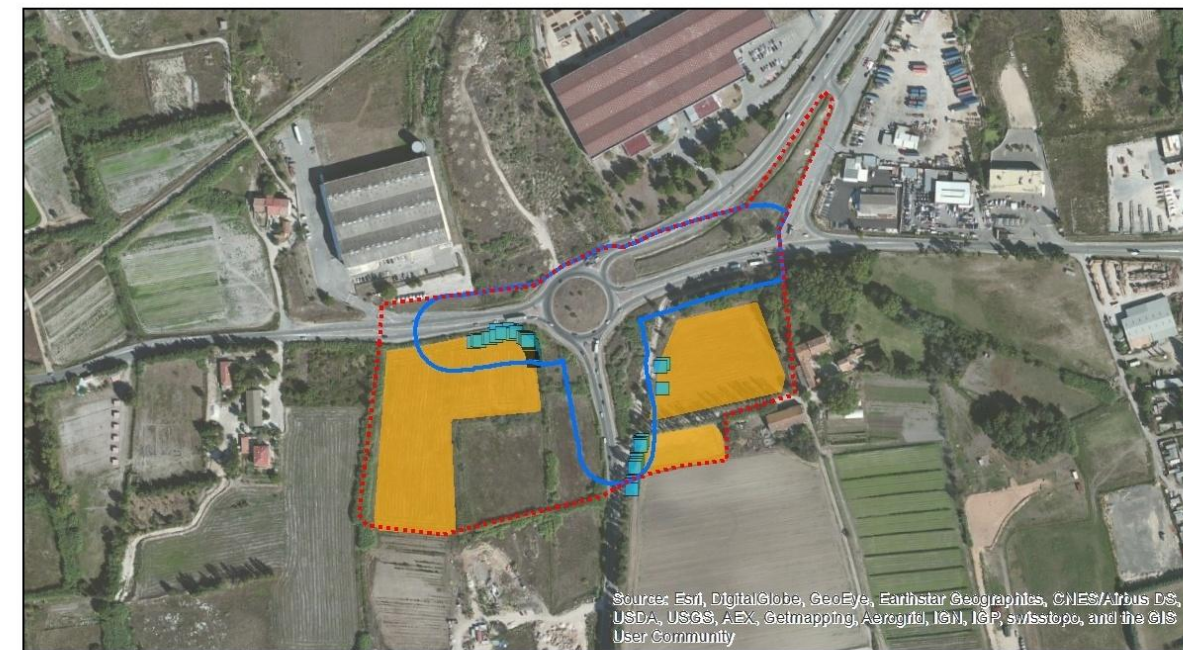 Source: Esri, DigitalGlobe, GeoEye, Earthstar Geographics, CNES/Airbus DS,
USDA, USGS, AEX, Getmapping, Aerogrid, IGN, IGP, swisstopo, and the GIS
User Community